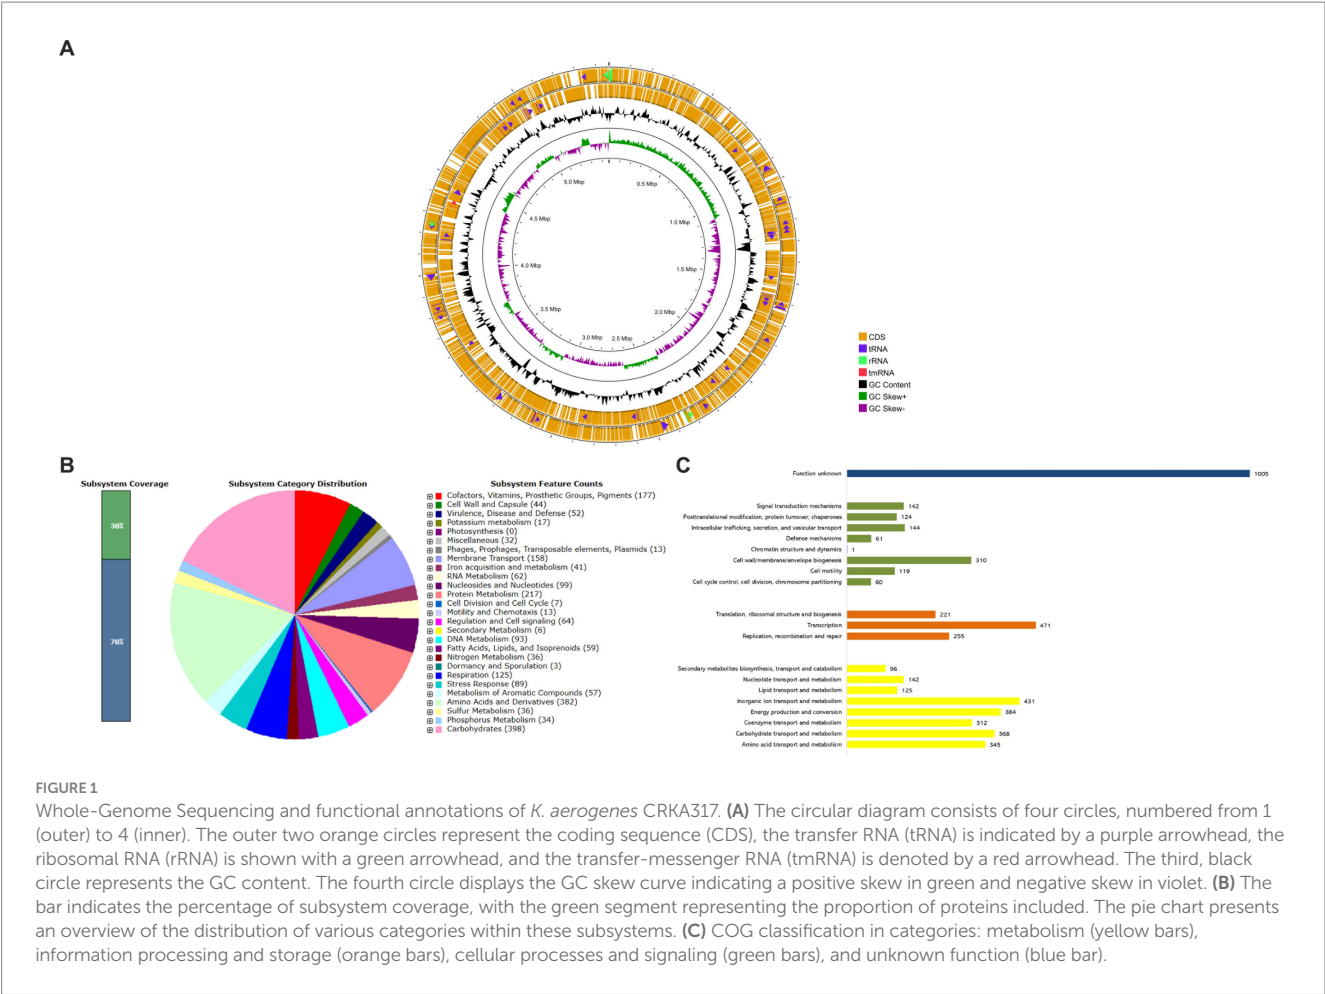 A
5.0 Mbp
0.5 Mbp
4.5 Mbp
1.0 Mbp
4.0 Mbp
1.5 Mbp
3.5 Mbp
2.0 Mbp
3.0 Mbp
2.5 Mbp
CDS
tRNA
rRNA
tmRNA
GC Content
GC Skew+
GC Skew-
B
Subsystem Coverage
30%
70%
Subsystem Category Distribution
Subsystem Feature Counts
Cofactors, Vitamins, Prosthetic Groups, Pigments (177)
Cell Wall and Capsule (44)
Virulence, Disease and Defense (52)
Potassium metabolism (17)
Photosynthesis (0)
Miscellaneous (32)
Phages, Prophages, Transposable elements, Plasmids (13)
Membrane Transport (158)
Iron acquisition and metabolism (41)
RNA Metabolism (62)
Nucleosides and Nucleotides (99)
Protein Metabolism (217)
Cell Division and Cell Cycle (7)
Motility and Chemotaxis (13)
Regulation and Cell signaling (64)
Secondary Metabolism (6)
DNA Metabolism (93)
Fatty Acids, Lipids, and Isoprenoids (59)
Nitrogen Metabolism (36)
Dormancy and Sporulation (3)
Respiration (125)
Stress Response (89)
Metabolism of Aromatic Compounds (57)
Amino Acids and Derivatives (382)
Sulfur Metabolism (36)
Phosphorus Metabolism (34)
Carbohydrates (398)
C
Function unknown 1005
Signal transduction mechanisms 142
Posttranslational modification, protein turnover, chaperones 124
Intracellular trafficking, secretion, and vesicular transport 144
Defense mechanisms 61
Chromatin structure and dynamics 1
Cell wall/membrane/envelope biogenesis 310
Cell motility 119
Cell cycle control, cell division, chromosome partitioning 60
Translation, ribosomal structure and biogenesis 221
Transcription 471
Replication, recombination and repair 255
Secondary metabolites biosynthesis, transport and catabolism 96
Nucleotide transport and metabolism 142
Lipid transport and metabolism 125
Inorganic ion transport and metabolism 431
Energy production and conversion 384
Coenzyme transport and metabolism 312
Carbohydrate transport and metabolism 368
Amino acid transport and metabolism 345
FIGURE 1
Whole-Genome Sequencing and functional annotations of K. aerogenes CRKA317. (A) The circular diagram consists of four circles, numbered from 1
(outer) to 4 (inner). The outer two orange circles represent the coding sequence (CDS), the transfer RNA (tRNA) is indicated by a purple arrowhead, the
ribosomal RNA (rRNA) is shown with a green arrowhead, and the transfer-messenger RNA (tmRNA) is denoted by a red arrowhead. The third, black
circle represents the GC content. The fourth circle displays the GC skew curve indicating a positive skew in green and negative skew in violet. (B) The
bar indicates the percentage of subsystem coverage, with the green segment representing the proportion of proteins included. The pie chart presents
an overview of the distribution of various categories within these subsystems. (C) COG classification in categories: metabolism (yellow bars),
information processing and storage (orange bars), cellular processes and signaling (green bars), and unknown function (blue bar).